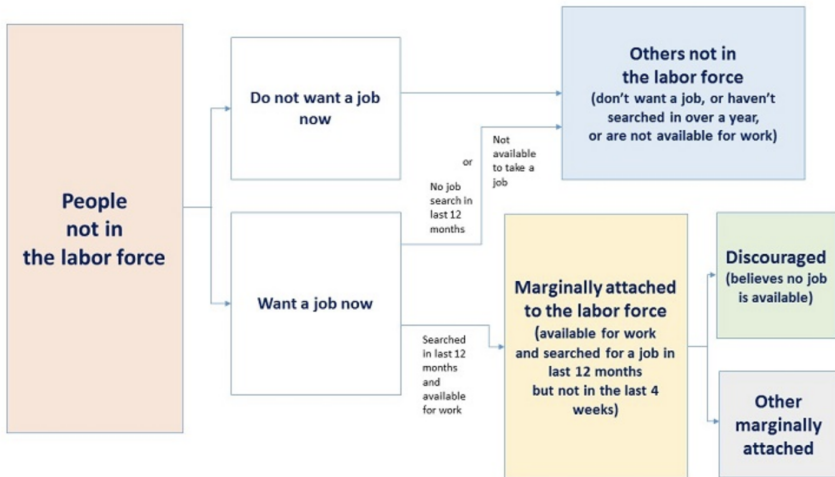 People
not in
the labor force
Do not want a job
now
Want a job now
or
No job
search in
last 12
months
Not
available
to take a
job
Searched
in last 12
months
and
available
for work
Others not in
the labor force
(don't want a job, or haven't
searched in over a year,
or are not available for work)
Marginally attached
to the labor force
(available for work
and searched for a job in
last 12 months
but not in the last 4
weeks)
Discouraged
(believes no job
is available)
Other
marginally
attached